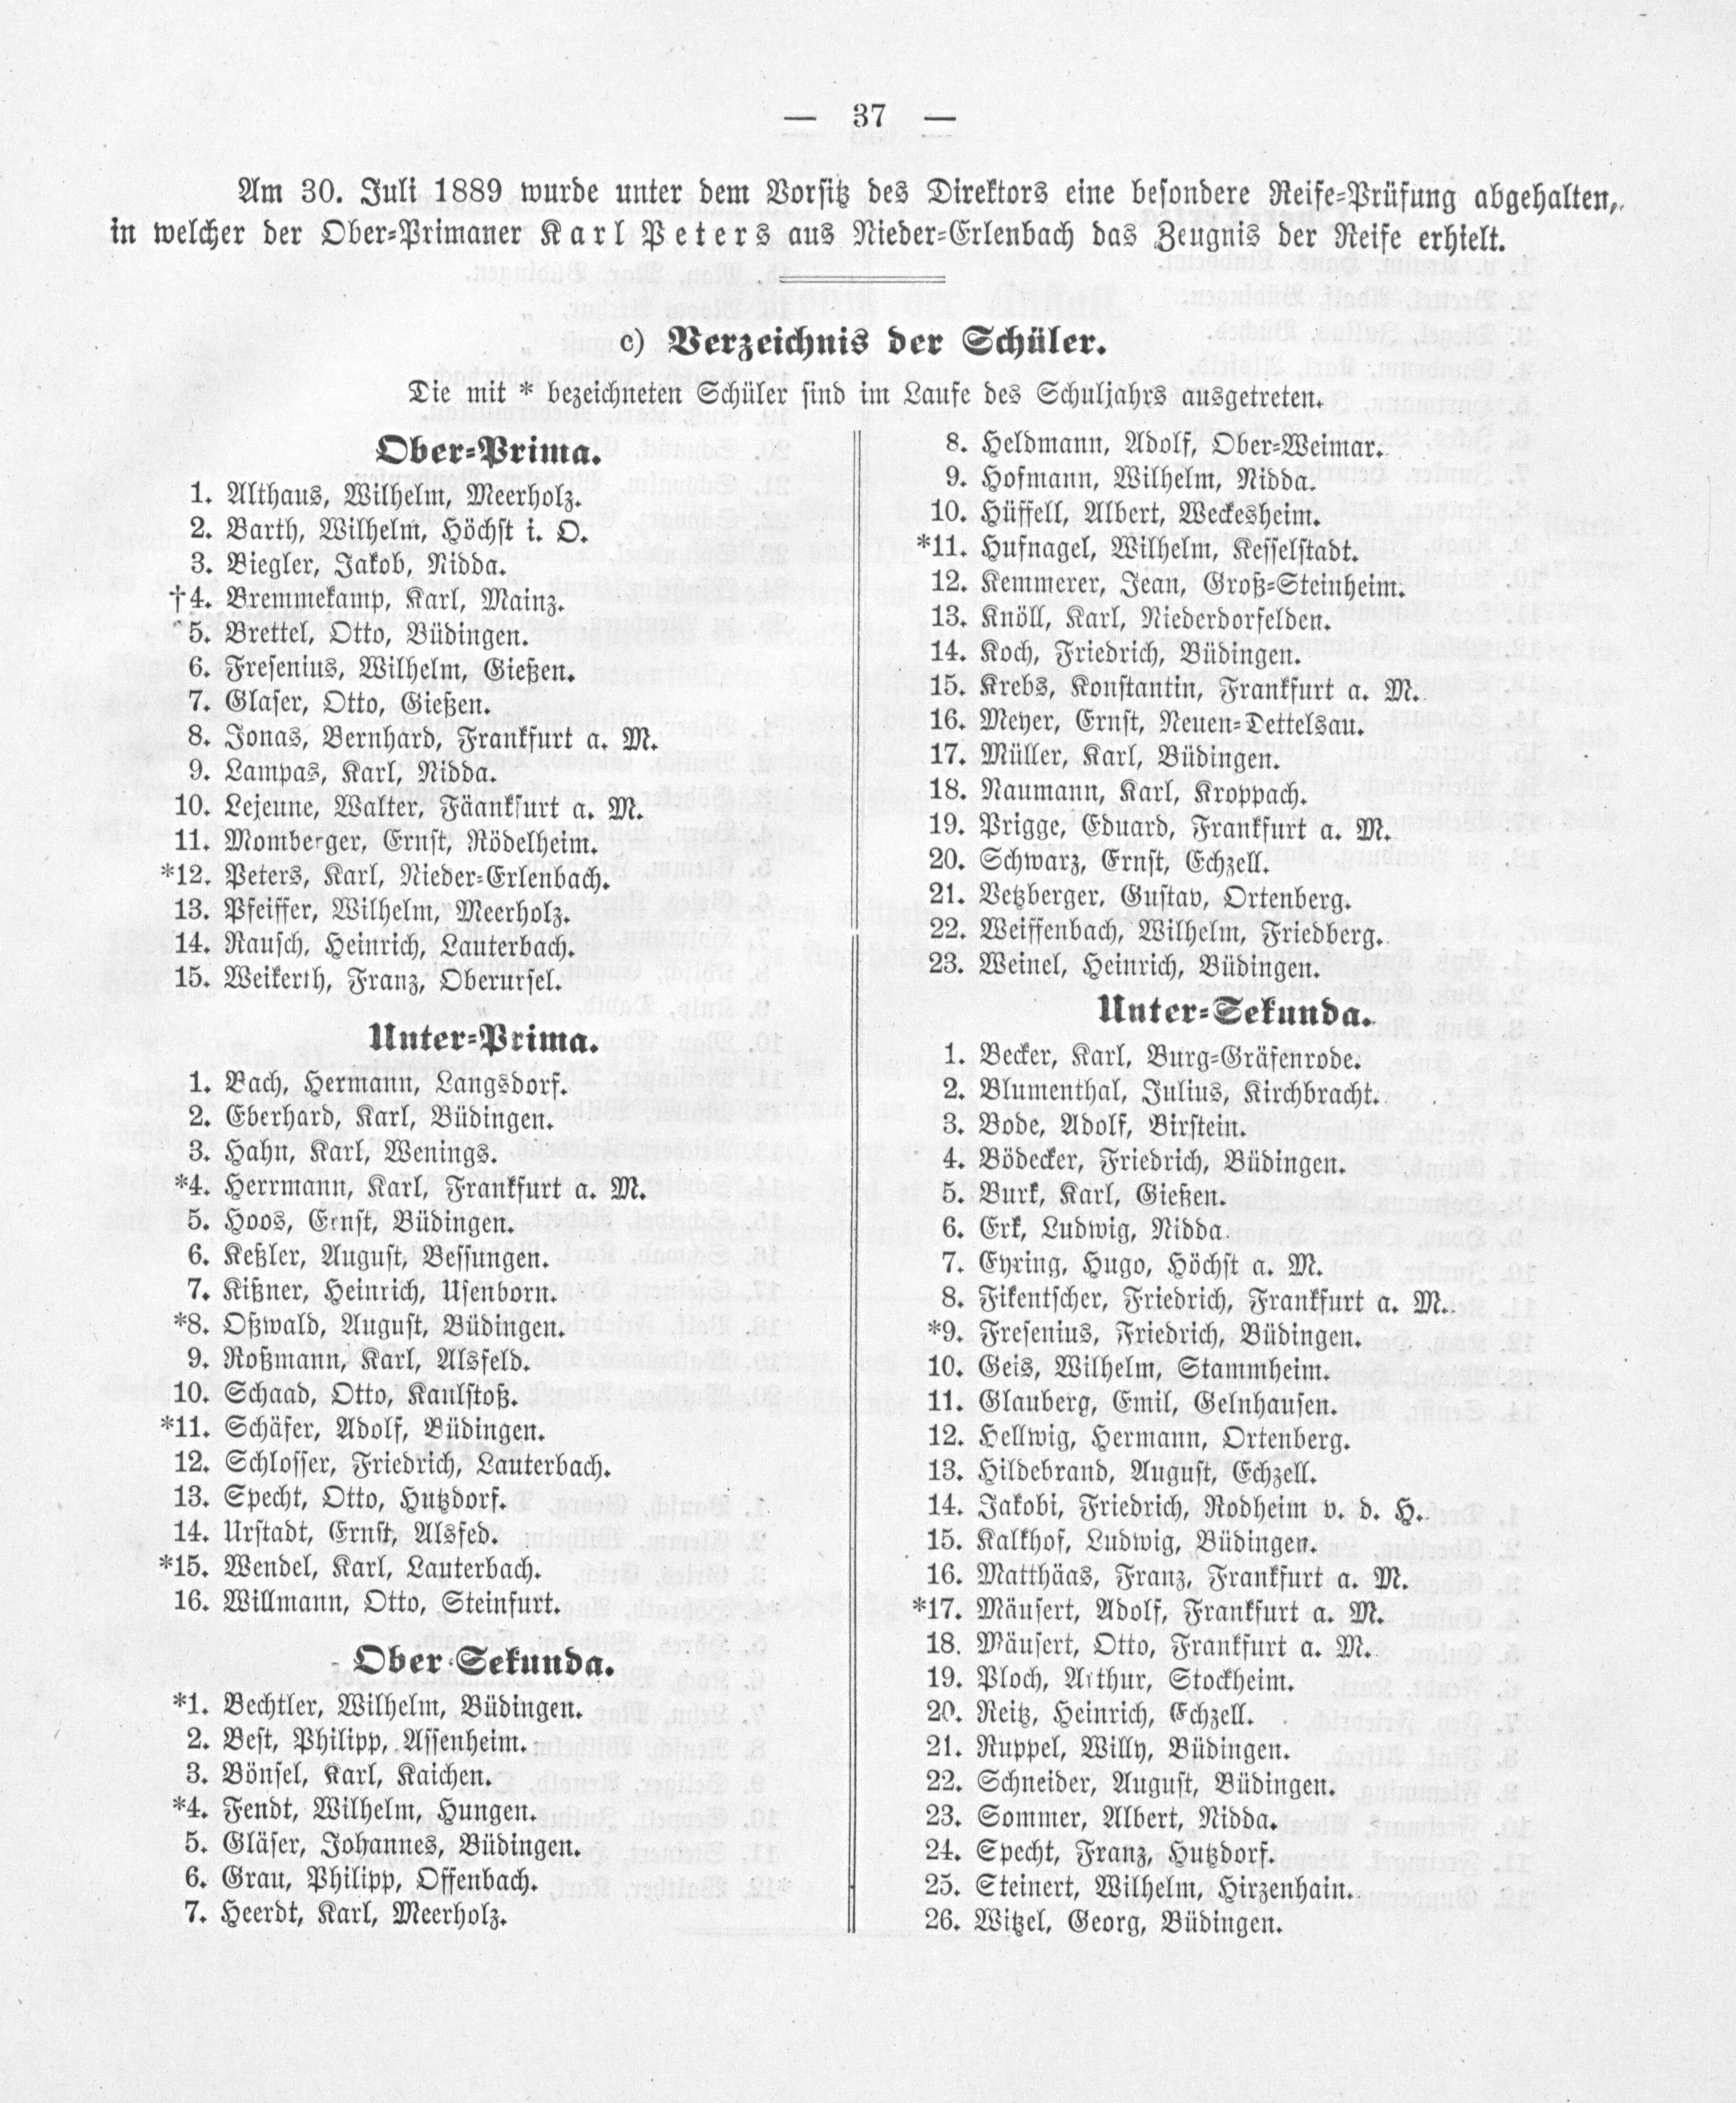 — 37 —
Am 30. Juli 1889 wurde unter dem Vorsitz des Direktors eine besondere Reife-Prüfung abgehalten,
in welcher der Ober-Primaner Karl Peters aus Nieder-Erlenbach das Zeugnis der Reife erhielt.
c) Verzeichnis der Schüler.
Die mit * bezeichneten Schüler sind im Laufe des Schuljahrs ausgetreten.
Ober-Prima.
1. Althaus, Wilhelm, Meerholz.
2. Barth, Wilhelm, Höchst i. O.
3. Biegler, Jakob, Nidda.
†4. Bremmekamp, Karl, Mainz.
5. Brettel, Otto, Büdingen.
6. Fresenius, Wilhelm, Gießen.
7. Glaser, Otto, Gießen.
8. Jonas, Bernhard, Frankfurt a. M.
9. Lampas, Karl, Nidda.
10. Lejeune, Walter, Fäankfurt a. M.
11. Momberger, Ernst, Rödelheim.
*12. Peters, Karl, Nieder-Erlenbach.
13. Pfeiffer, Wilhelm, Meerholz.
14. Rausch, Heinrich, Lauterbach.
15. Weikerth, Franz, Oberursel.
Unter-Prima.
1. Bach, Hermann, Langsdorf.
2. Eberhard, Karl, Büdingen.
3. Hahn, Karl, Wenings.
*4. Herrmann, Karl, Frankfurt a. M.
5. Hoos, Ernst, Büdingen.
6. Keßler, August, Bessungen.
7. Kißner, Heinrich, Usenborn.
*8. Oßwald, August, Büdingen.
9. Roßmann, Karl, Alsfeld.
10. Schaad, Otto, Kaulstoß.
*11. Schäfer, Adolf, Büdingen.
12. Schlosser, Friedrich, Lauterbach.
13. Specht, Otto, Hutzdorf.
14. Urstadt, Ernst, Alsfed.
*15. Wendel, Karl, Lauterbach.
16. Willmann, Otto, Steinfurt.
Ober-Sekunda.
*1. Bechtler, Wilhelm, Büdingen.
2. Best, Philipp, Assenheim.
3. Bönsel, Karl, Kaichen.
*4. Fendt, Wilhelm, Hungen.
5. Gläser, Johannes, Büdingen.
6. Grau, Philipp, Offenbach.
7. Heerdt, Karl, Meerholz.
8. Heldmann, Adolf, Ober-Weimar.
9. Hofmann, Wilhelm, Nidda.
10. Hüffell, Albert, Weckesheim.
*11. Hufnagel, Wilhelm, Kesselstadt.
12. Kemmerer, Jean, Groß-Steinheim.
13. Knöll, Karl, Niederdorfelden.
14. Koch, Friedrich, Büdingen.
15. Krebs, Konstantin, Frankfurt a. M.
16. Meyer, Ernst, Neuen-Dettelsau.
17. Müller, Karl, Büdingen.
18. Naumann, Karl, Kroppach.
19. Prigge, Eduard, Frankfurt a. M.
20. Schwarz, Ernst, Echzell.
21. Vetzberger, Gustav, Ortenberg.
22. Weiffenbach, Wilhelm, Friedberg.
23. Weinel, Heinrich, Büdingen.
Unter-Sekunda.
1. Becker, Karl, Burg-Gräfenrode.
2. Blumenthal, Julius, Kirchbracht.
3. Bode, Adolf, Birstein.
4. Bödecker, Friedrich, Büdingen.
5. Burk, Karl, Gießen.
6. Erk, Ludwig, Nidda.
7. Eyring, Hugo, Höchst a. M.
8. Fikentscher, Friedrich, Frankfurt a. M.
*9. Fresenius, Friedrich, Büdingen.
10. Geis, Wilhelm, Stammheim.
11. Glauberg, Emil, Gelnhausen.
12. Hellwig, Hermann, Ortenberg.
13. Hildebrand, August, Echzell.
14. Jakobi, Friedrich, Rodheim v. d. H.
15. Kalkhof, Ludwig, Büdingen.
16. Matthäas, Franz, Frankfurt a. M.
*17. Mäusert, Adolf, Frankfurt a. M.
18. Mäusert, Otto, Frankfurt a. M.
19. Ploch, Arthur, Stockheim.
20. Reitz, Heinrich, Echzell.
21. Ruppel, Willy, Büdingen.
22. Schneider, August, Büdingen.
23. Sommer, Albert, Nidda.
24. Specht, Franz, Hutzdorf.
25. Steinert, Wilhelm, Hirzenhain.
26. Witzel, Georg, Büdingen.